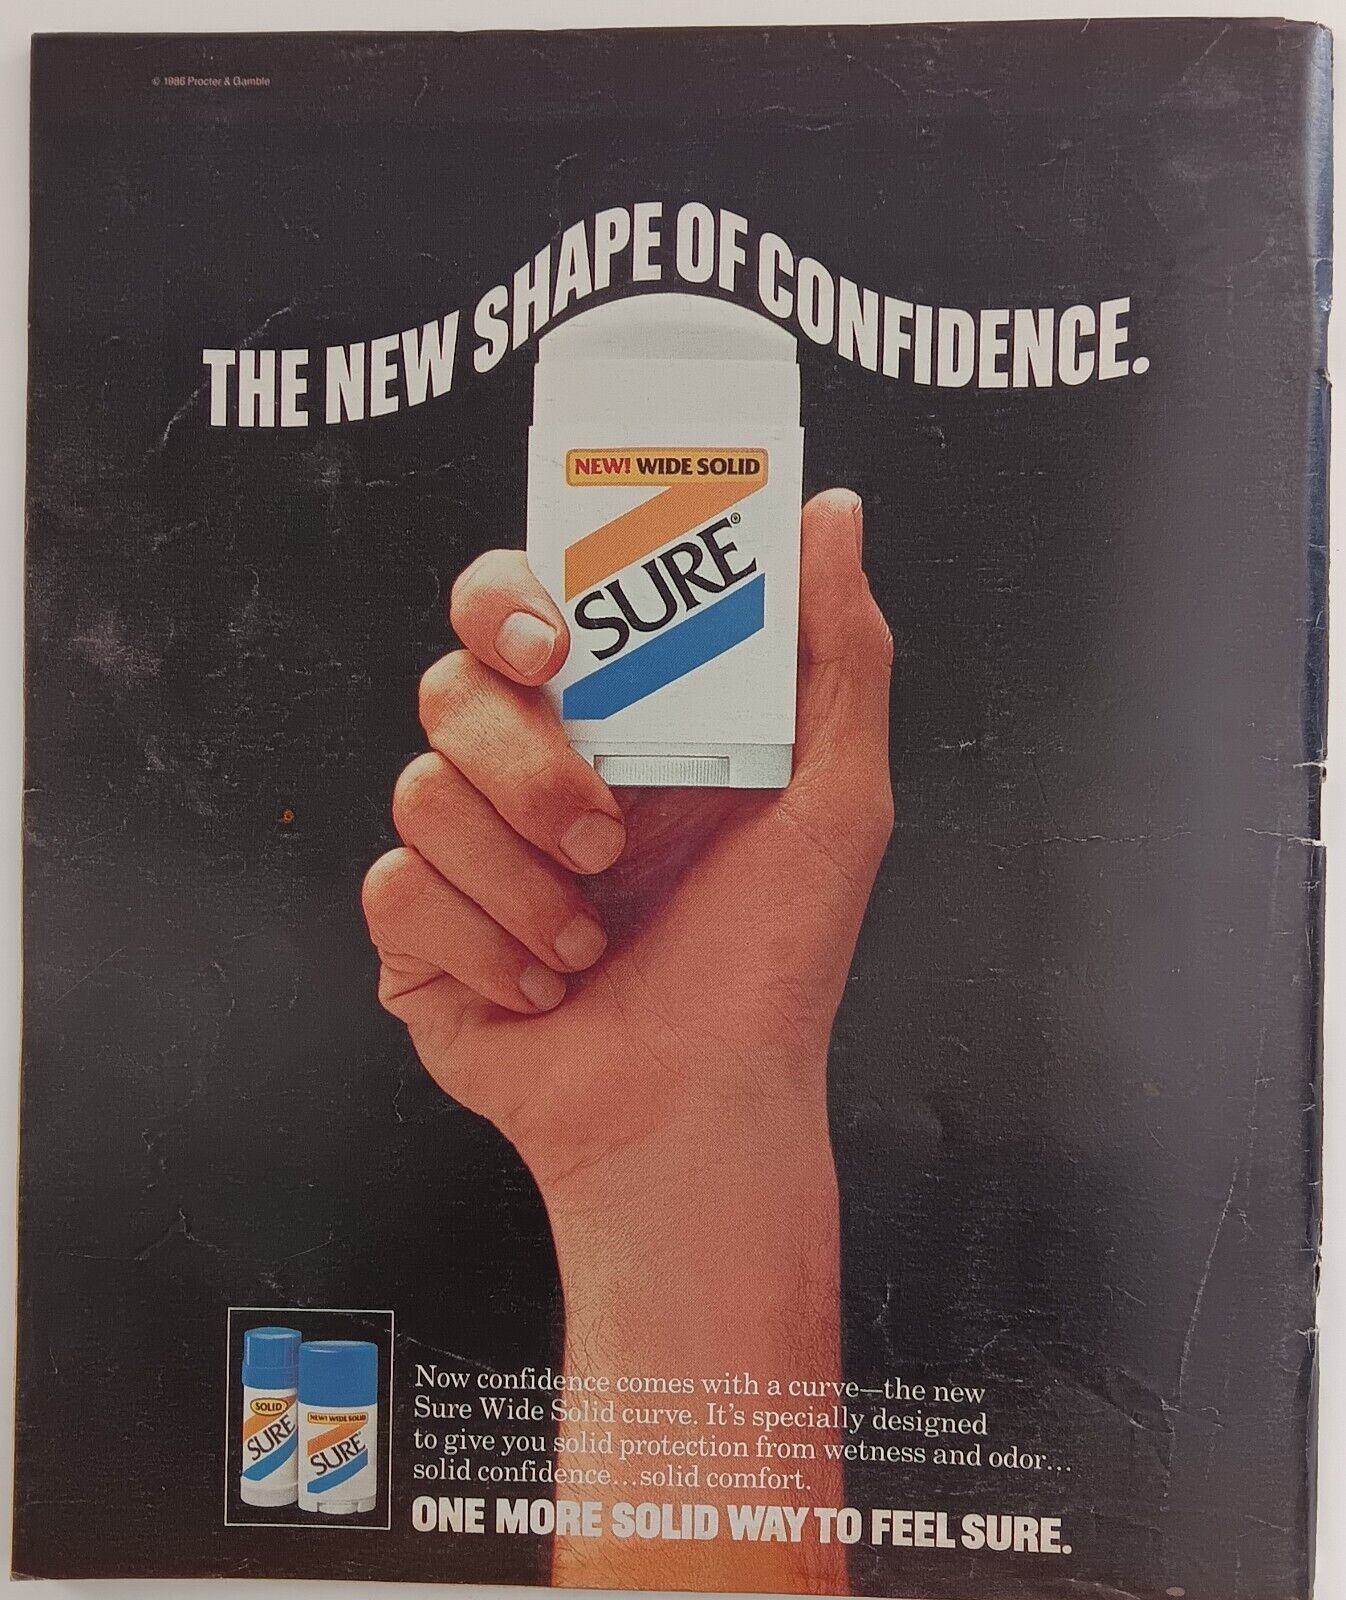 © 1986 Procter & Gamble
THE NEW SHAPE OF CONFIDENCE.
NEW! WIDE SOLID
SURE®
SOLID
SURE
NEW! WIDE SOLID
SURE
Now confidence comes with a curve—the new
Sure Wide Solid curve. It's specially designed
to give you solid protection from wetness and odor...
solid confidence...solid comfort.
ONE MORE SOLID WAY TO FEEL SURE.